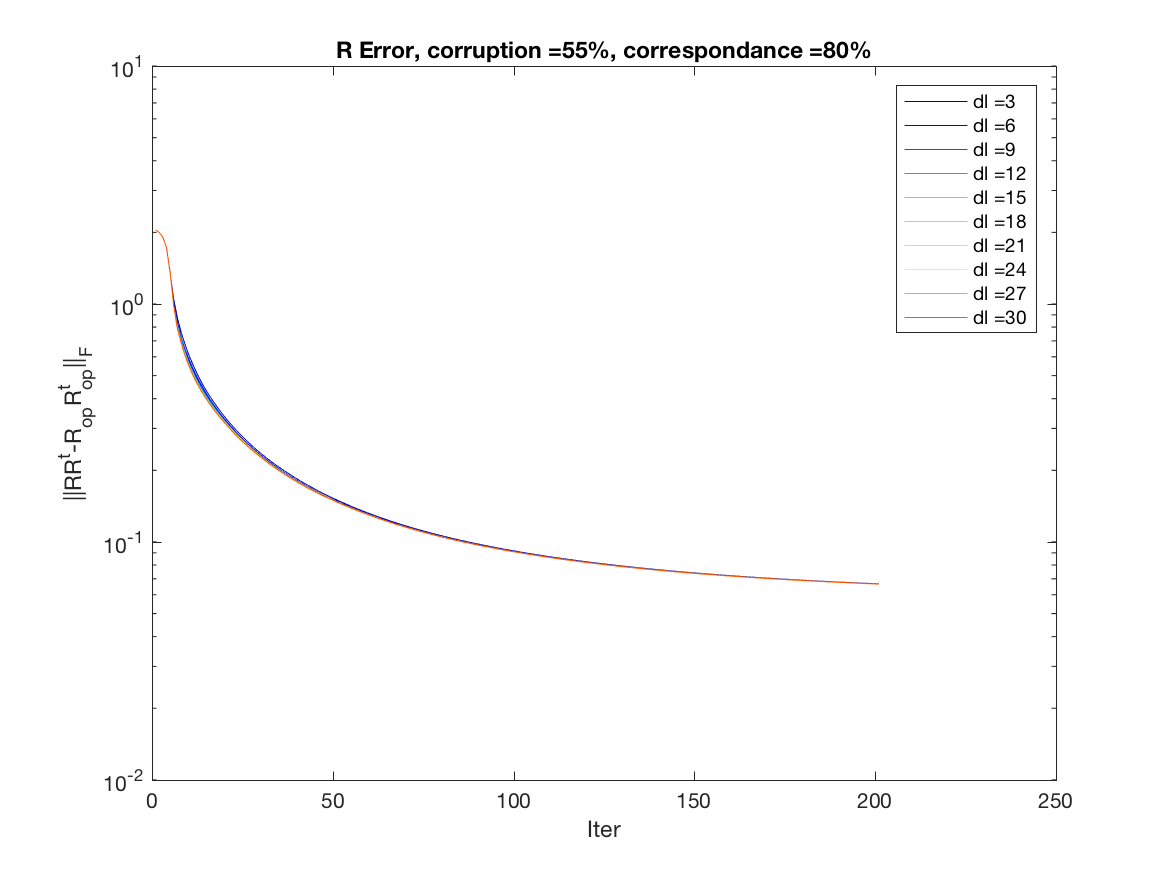 R Error, corruption =55%, correspondance =80%
10^1
10^0
10^-1
10^-2
||RR^t-R_op R_op^t||_F
0 50 100 150 200 250
Iter
dl =3
dl =6
dl =9
dl =12
dl =15
dl =18
dl =21
dl =24
dl =27
dl =30